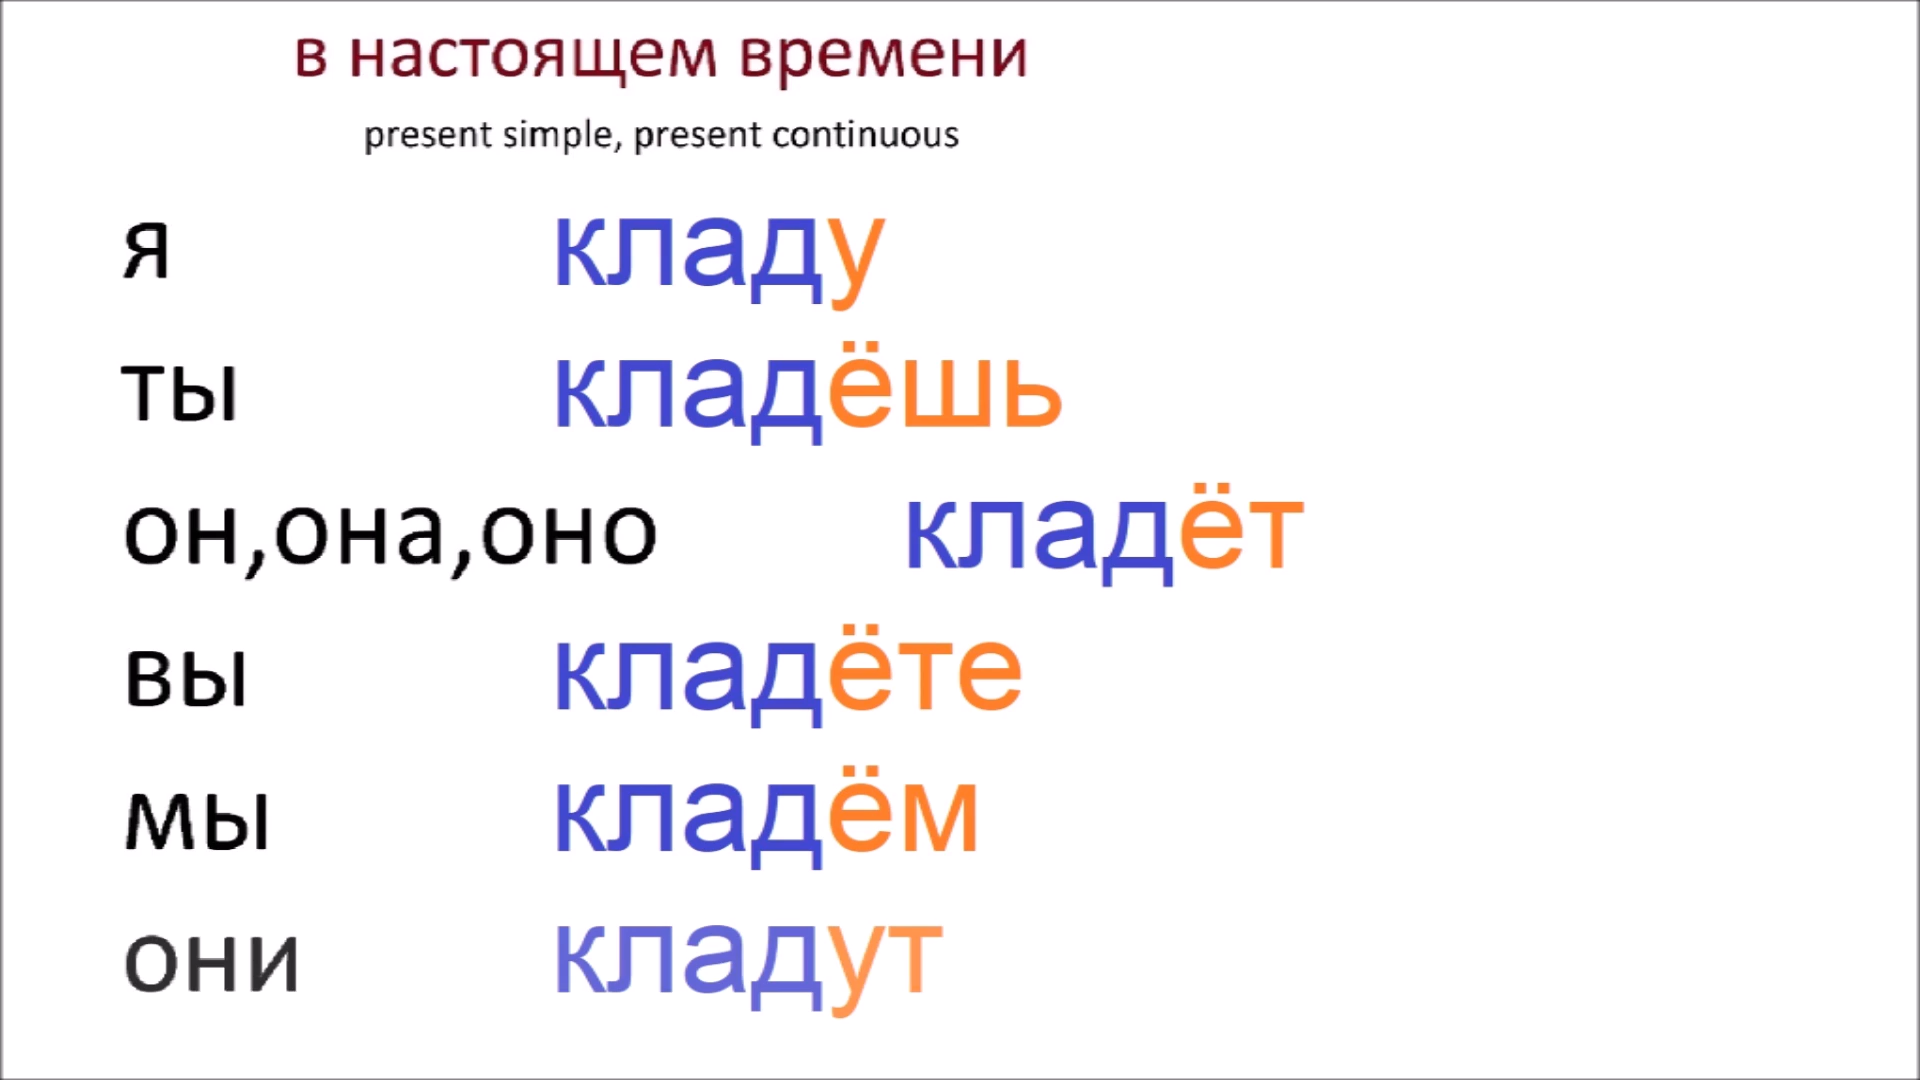 в настоящем времени
present simple, present continuous
я кладу
ты кладёшь
он,она,оно кладёт
вы кладёте
мы кладём
они кладут